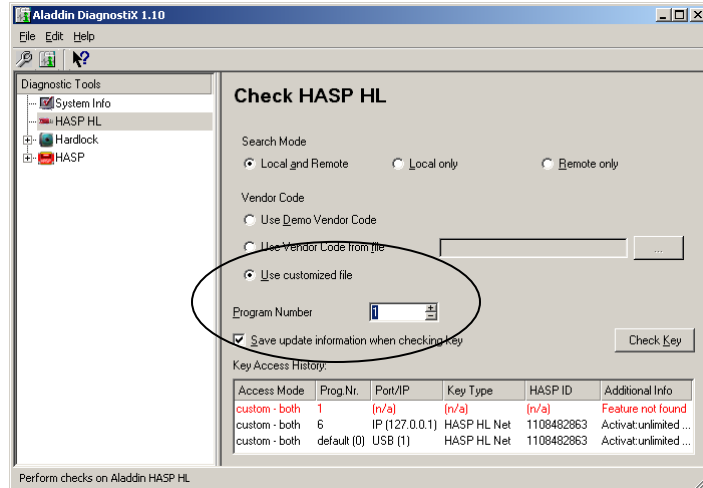 Aladdin DiagnostiX 1.10
File Edit Help
Diagnostic Tools
System Info
HASP HL
Hardlock
HASP
Check HASP HL
Search Mode
Local and Remote Local only Remote only
Vendor Code
Use Demo Vendor Code
Use Vendor Code from file ...
Use customized file
Program Number 1
Save update information when checking key Check Key
Key Access History:
Access Mode Prog.Nr. Port/IP Key Type HASP ID Additional Info
custom - both 1 (n/a) (n/a) (n/a) Feature not found
custom - both 6 IP (127.0.0.1) HASP HL Net 1108482863 Activat:unlimited ...
custom - both default (0) USB (1) HASP HL Net 1108482863 Activat:unlimited ...
Perform checks on Aladdin HASP HL